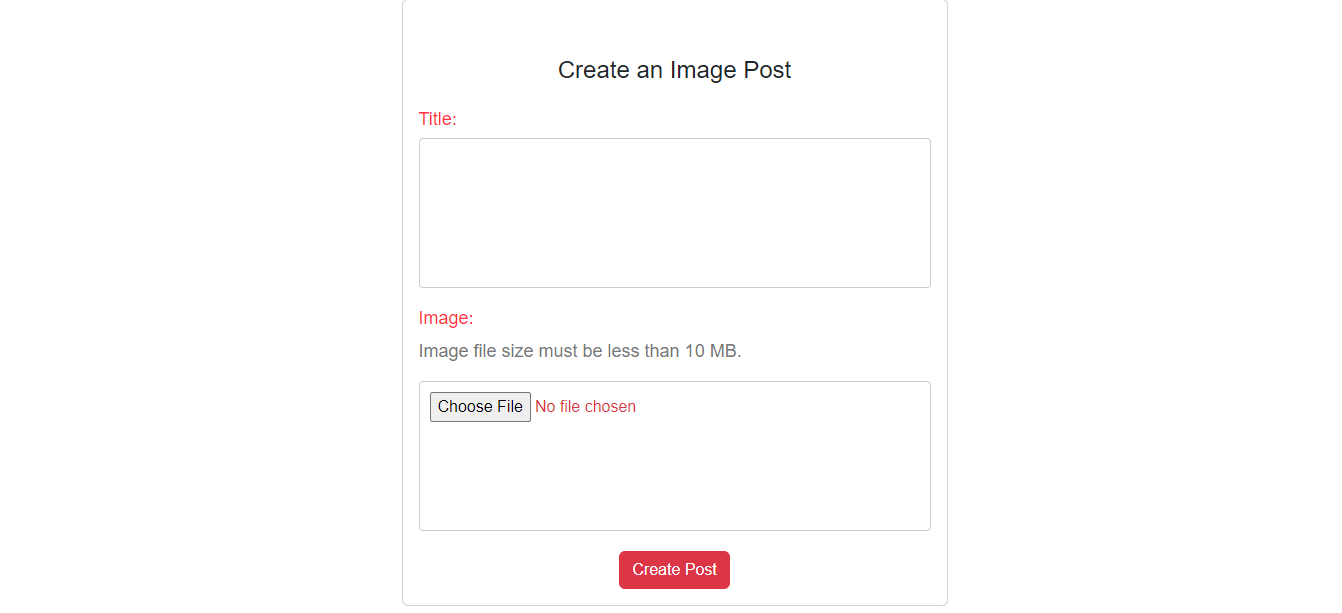 Create an Image Post
Title:
Image:
Image file size must be less than 10 MB.
Choose File No file chosen
Create Post